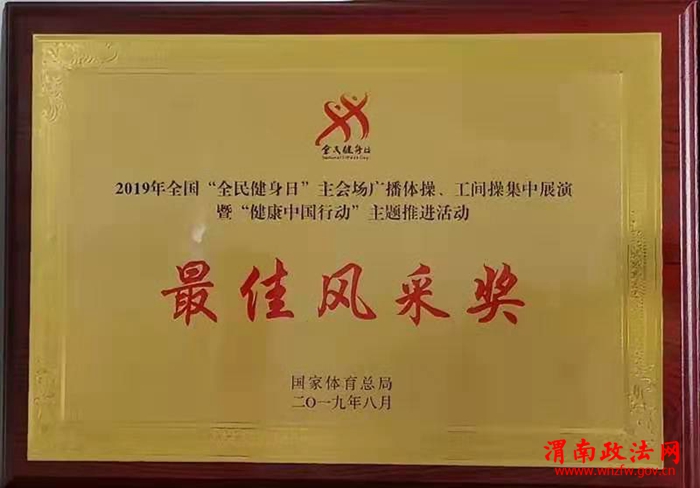 全民健身日
National Fitness Day
2019年全国“全民健身日”主会场广播体操、工间操集中展演
暨“健康中国行动”主题推进活动
最佳风采奖
国家体育总局
二〇一九年八月
渭南政法网
www.wnzfw.gov.cn